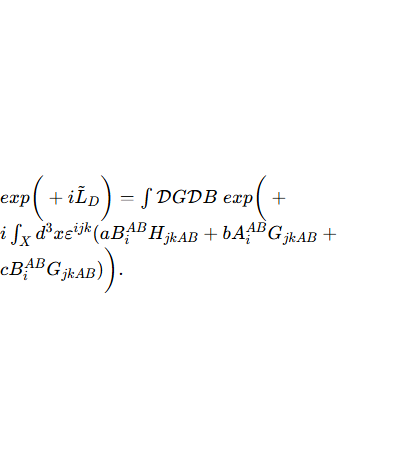 exp( + iL̃_D) = ∫ 𝒟G𝒟B exp( +
i ∫_X d^3xε^{ijk}(aB_i^{AB}H_{jkAB} + bA_i^{AB}G_{jkAB} +
cB_i^{AB}G_{jkAB})).